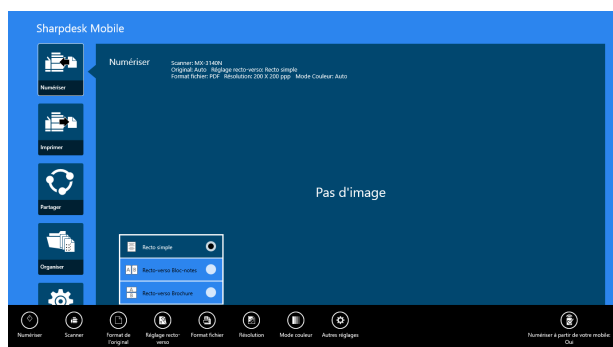 Sharpdesk Mobile
Numériser
Scanner: MX-3140N
Original: Auto Réglage recto-verso: Recto simple
Format fichier: PDF Résolution: 200 X 200 ppp Mode Couleur: Auto
Numériser
Imprimer
Partager
Organiser
Pas d'image
Recto simple
A B Recto-verso Bloc-notes
A B Recto-verso Brochure
Numériser
Scanner
Format de l'original
Réglage recto-verso
Format fichier
Résolution
Mode couleur
Autres réglages
Numériser à partir de votre mobile: Oui